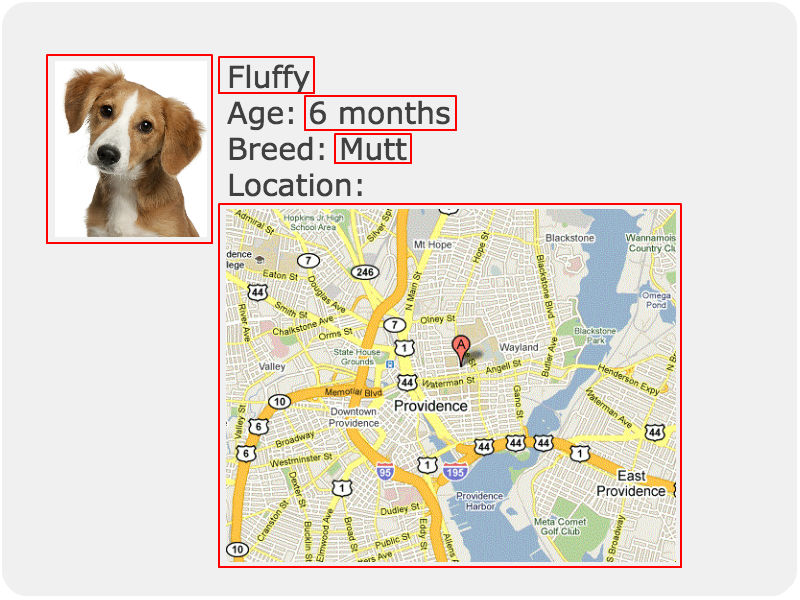 Fluffy
Age: 6 months
Breed: Mutt
Location:
Admiral St
Hopkins Jr High
School Area
Silver Spr
Mt Hope
Hope St
Blackstone
Wannamois
Country Cl
dence
llege
7
246
Eaton St
N Main St
Blackstone Blvd
44
Douglas Ave
Omega
Pond
River Ave
Smith St
Chalkstone Ave
Orms St
7
Olney St
A
Blackstone
Park
State House
Grounds
1
Wayland
Butler Ave
Valley
44
Waterman St
Angell St
Henderson Expy
Memorial Blvd
10
Downtown
Providence
Providence
Gano St
Waterman Ave
Valley St
6
Broadway
44
44
44
44
6
Westminster St
95
1
195
1
East
Providence
Dexter St
1
Providence
Harbor
Cranston St
Bucklin St
Elmwood Ave
Broad St
Dudley St
Eddy St
Meta Comet
Golf Club
S Broadway
Public St
Allens
10